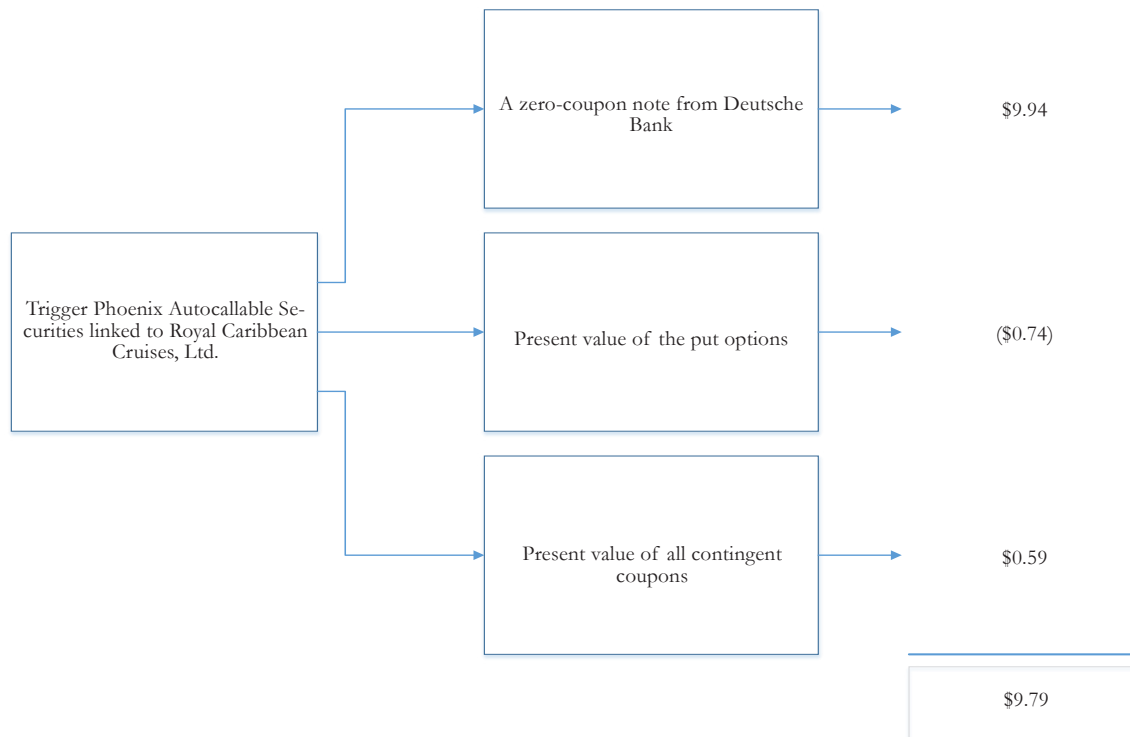 A zero-coupon note from Deutsche
Bank
$9.94
Trigger Phoenix Autocallable Se-
curities linked to Royal Caribbean
Cruises, Ltd.
Present value of the put options
($0.74)
Present value of all contingent
coupons
$0.59
$9.79